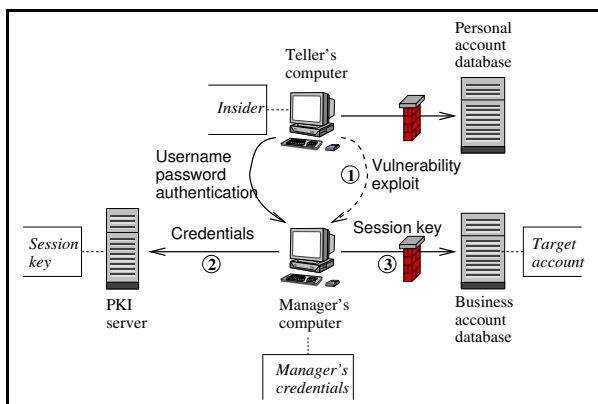 Teller's
computer
Personal
account
database
Insider
Username
password
authentication
1
Vulnerability
exploit
Session
key
Credentials
2
Session key
3
Target
account
PKI
server
Manager's
computer
Business
account
database
Manager's
credentials